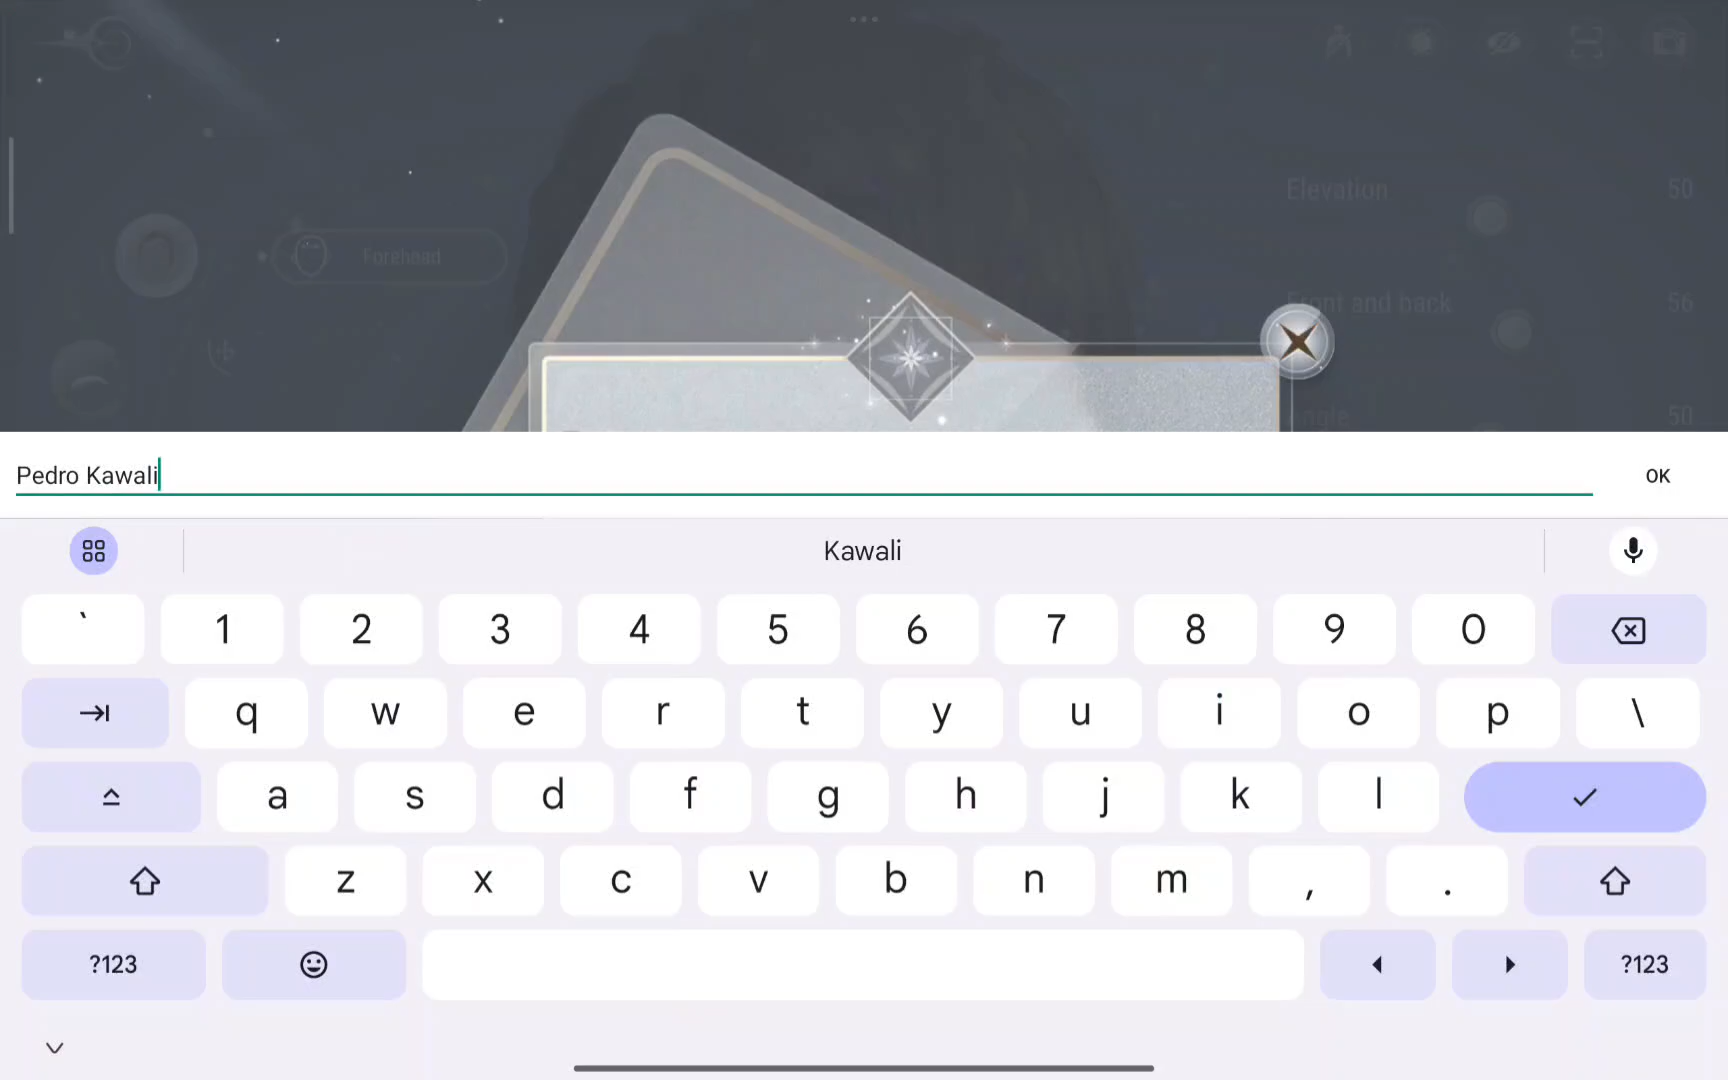 Elevation 50
Forehead
Front and back 56
Angle 50
Pedro Kawali
OK
Kawali
` 1 2 3 4 5 6 7 8 9 0
q w e r t y u i o p \
a s d f g h j k l
z x c v b n m , .
?123 ?123